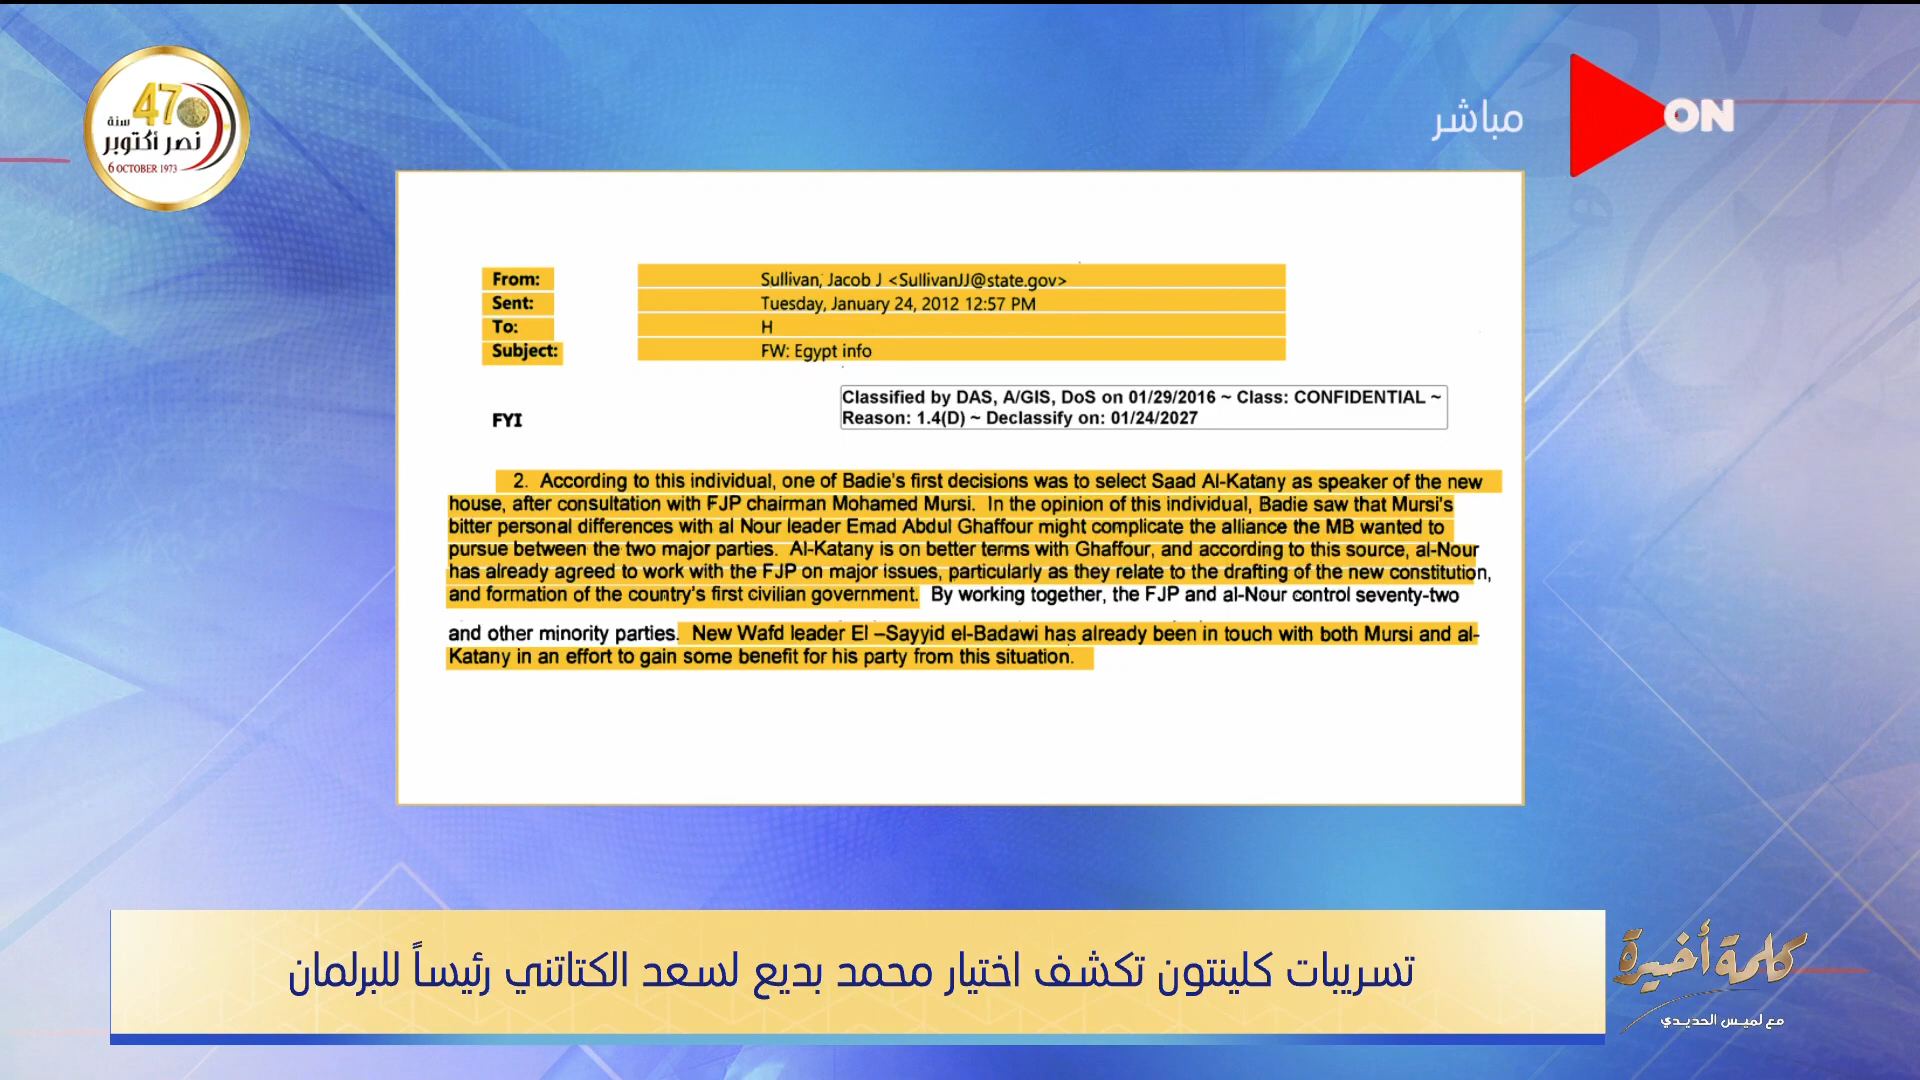 47 سنة
نصر أكتوبر
6 OCTOBER 1973
مباشر
ON
From: Sullivan, Jacob J <SullivanJJ@state.gov>
Sent: Tuesday, January 24, 2012 12:57 PM
To: H
Subject: FW: Egypt info
Classified by DAS, A/GIS, DoS on 01/29/2016 ~ Class: CONFIDENTIAL ~
Reason: 1.4(D) ~ Declassify on: 01/24/2027
FYI
2. According to this individual, one of Badie's first decisions was to select Saad Al-Katany as speaker of the new
house, after consultation with FJP chairman Mohamed Mursi. In the opinion of this individual, Badie saw that Mursi's
bitter personal differences with al Nour leader Emad Abdul Ghaffour might complicate the alliance the MB wanted to
pursue between the two major parties. Al-Katany is on better terms with Ghaffour, and according to this source, al-Nour
has already agreed to work with the FJP on major issues, particularly as they relate to the drafting of the new constitution,
and formation of the country's first civilian government. By working together, the FJP and al-Nour control seventy-two
and other minority parties. New Wafd leader El –Sayyid el-Badawi has already been in touch with both Mursi and al-
Katany in an effort to gain some benefit for his party from this situation.
تسريبات كلينتون تكشف اختيار محمد بديع لسعد الكتاتني رئيساً للبرلمان
كلمة أخيرة
مع لميس الحديدي